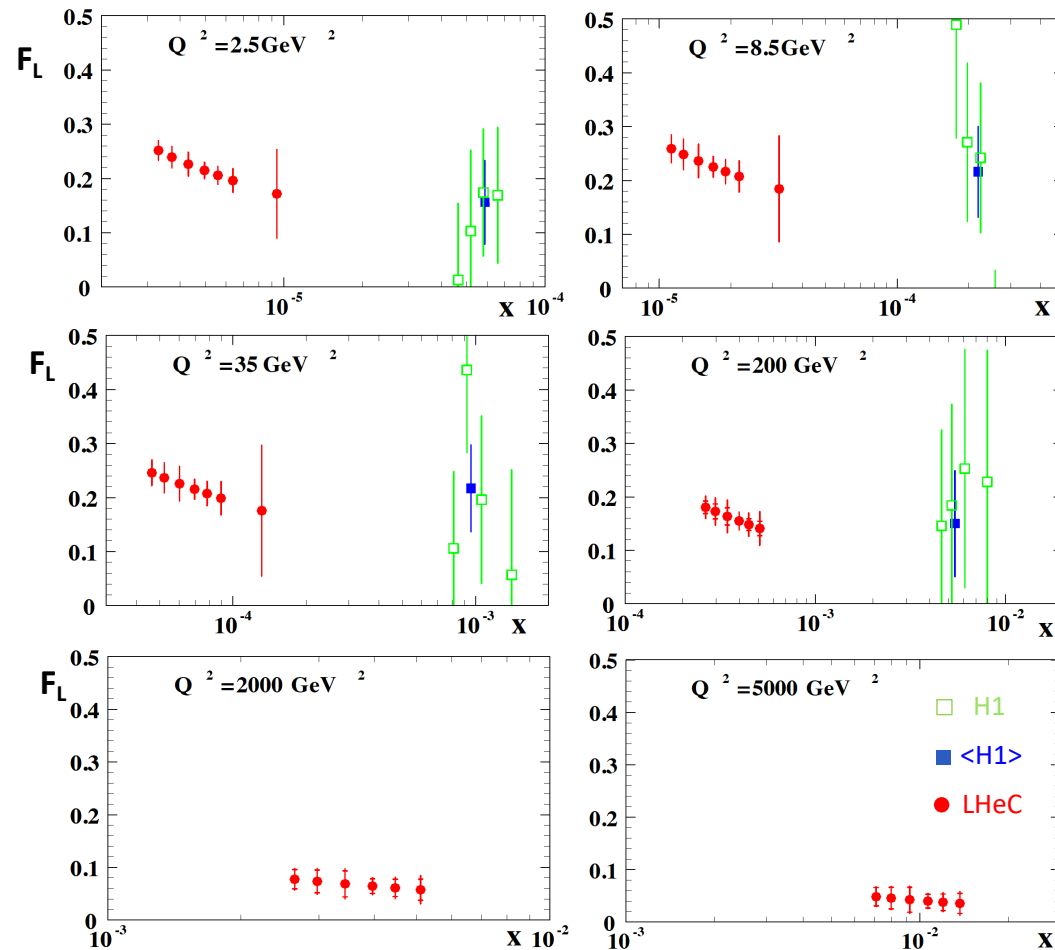 F_L
Q ² =2.5GeV ²
0.5
0.4
0.3
0.2
0.1
0
10⁻⁵
x
10⁻⁴
Q ² =8.5GeV ²
0.5
0.4
0.3
0.2
0.1
0
10⁻⁵
10⁻⁴
x
F_L
Q ² =35 GeV ²
0.5
0.4
0.3
0.2
0.1
0
10⁻⁴
10⁻³
x
Q ² =200 GeV ²
0.5
0.4
0.3
0.2
0.1
0
10⁻⁴
10⁻³
x
10⁻²
F_L
Q ² =2000 GeV ²
0.5
0.4
0.3
0.2
0.1
0
10⁻³
x
10⁻²
Q ² =5000 GeV ²
0.5
0.4
0.3
0.2
0.1
0
10⁻³
10⁻²
x
H1
<H1>
LHeC